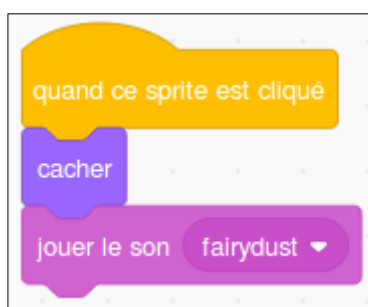 quand ce sprite est cliqué
cacher
jouer le son fairydust